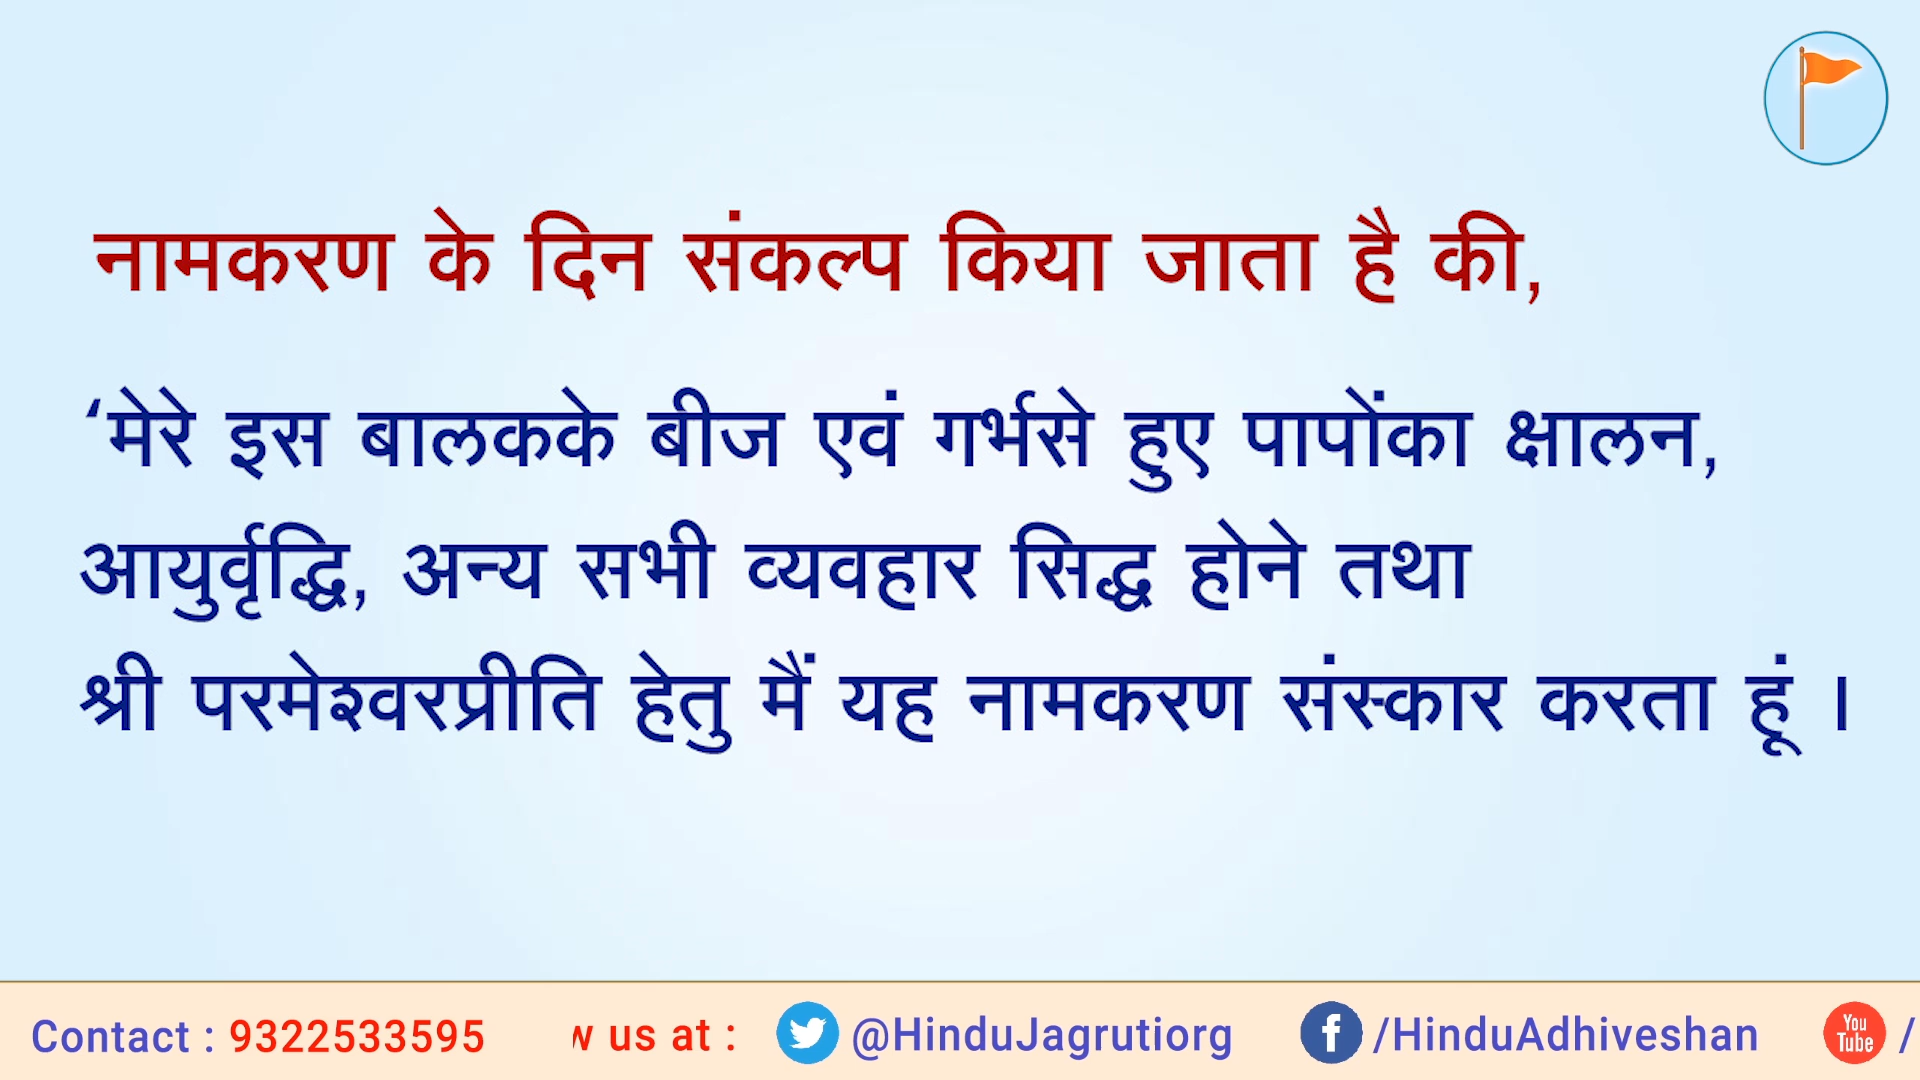 नामकरण के दिन संकल्प किया जाता है की,
‘मेरे इस बालकके बीज एवं गर्भसे हुए पापोंका क्षालन,
आयुर्वृद्धि, अन्य सभी व्यवहार सिद्ध होने तथा
श्री परमेश्वरप्रीति हेतु मैं यह नामकरण संस्कार करता हूं ।
Contact : 9322533595 w us at : @HinduJagrutiorg /HinduAdhiveshan You Tube /